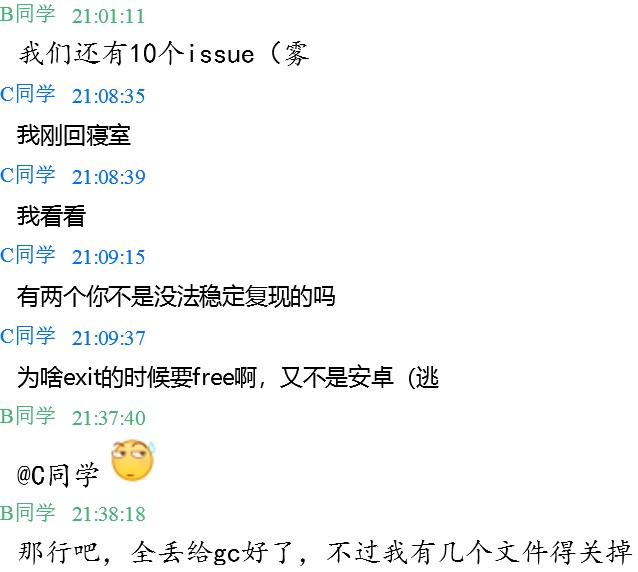 B同学 21:01:11
我们还有10个issue（雾
C同学 21:08:35
我刚回寝室
C同学 21:08:39
我看看
C同学 21:09:15
有两个你不是没法稳定复现的吗
C同学 21:09:37
为啥exit的时候要free啊，又不是安卓（逃
B同学 21:37:40
@C同学
B同学 21:38:18
那行吧，全丢给gc好了，不过我有几个文件得关掉